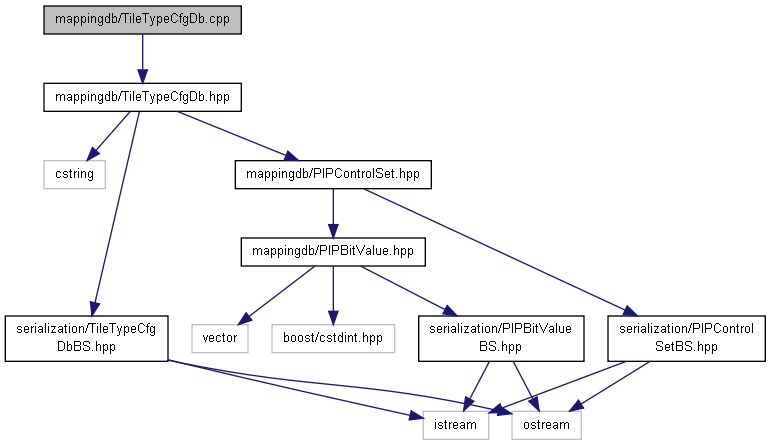 mappingdb/TileTypeCfgDb.cpp
mappingdb/TileTypeCfgDb.hpp
cstring
mappingdb/PIPControlSet.hpp
mappingdb/PIPBitValue.hpp
serialization/TileTypeCfg
DbBS.hpp
vector
boost/cstdint.hpp
serialization/PIPBitValue
BS.hpp
serialization/PIPControl
SetBS.hpp
istream
ostream